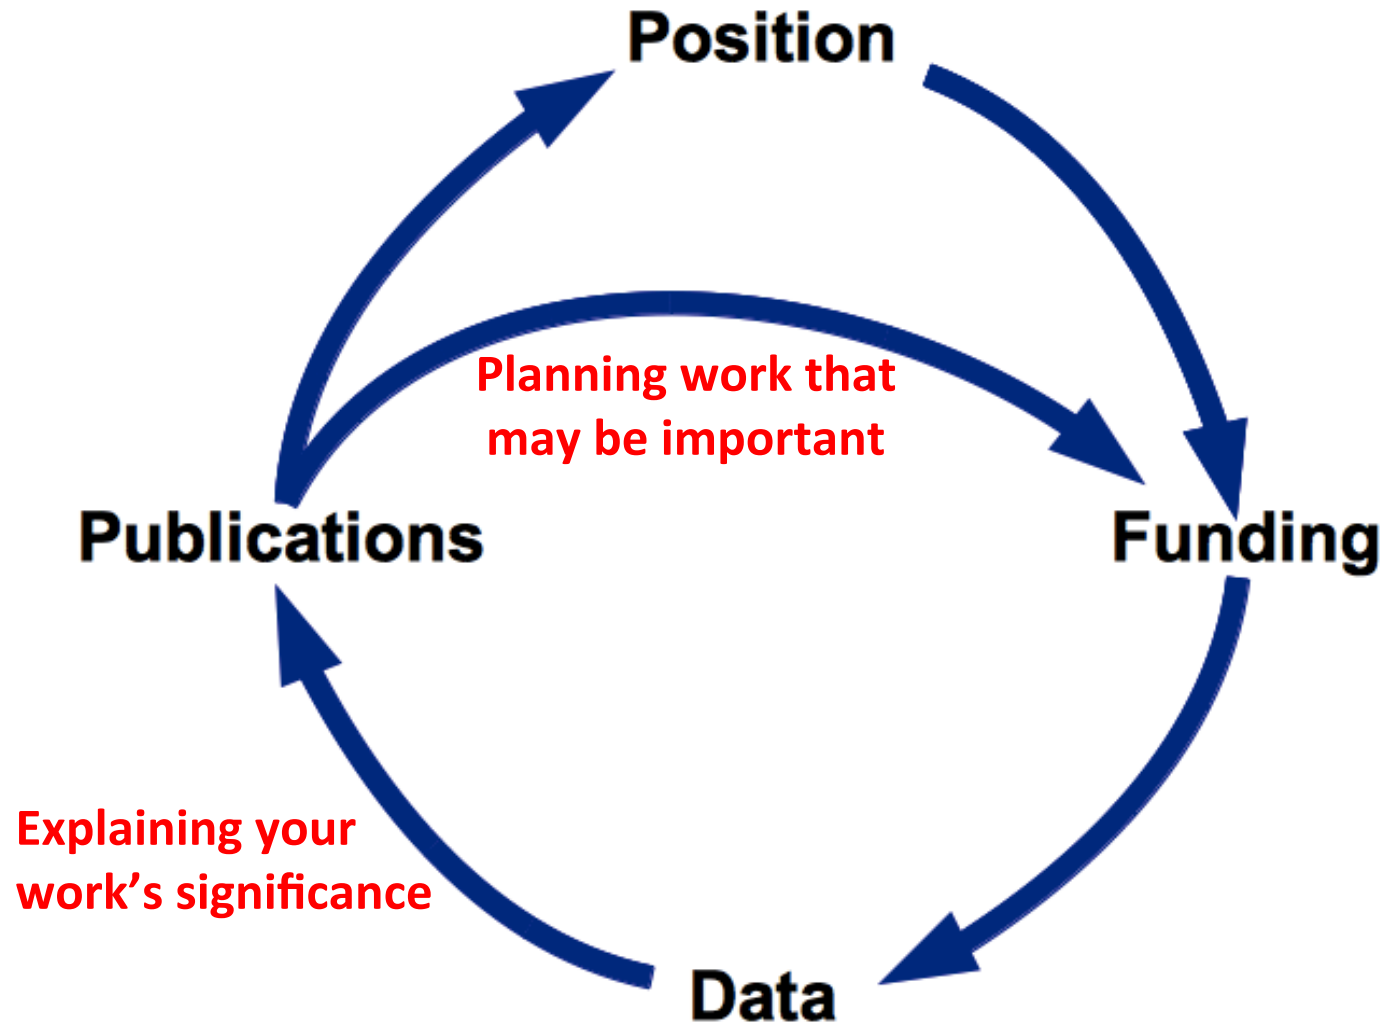 Position
Planning work that
may be important
Publications
Funding
Explaining your
work’s significance
Data